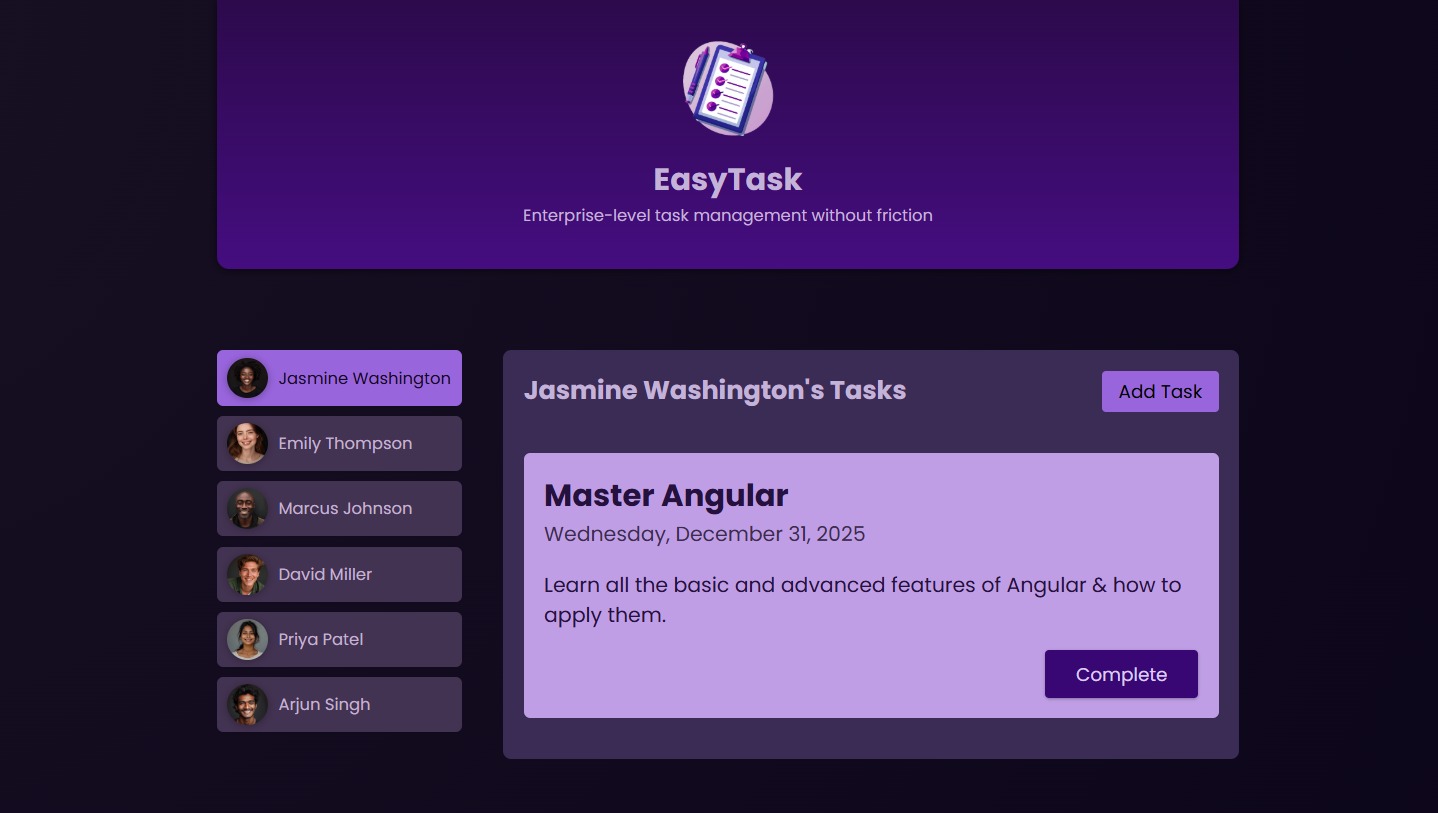 EasyTask
Enterprise-level task management without friction
Jasmine Washington
Emily Thompson
Marcus Johnson
David Miller
Priya Patel
Arjun Singh
Jasmine Washington's Tasks
Add Task
Master Angular
Wednesday, December 31, 2025
Learn all the basic and advanced features of Angular & how to
apply them.
Complete